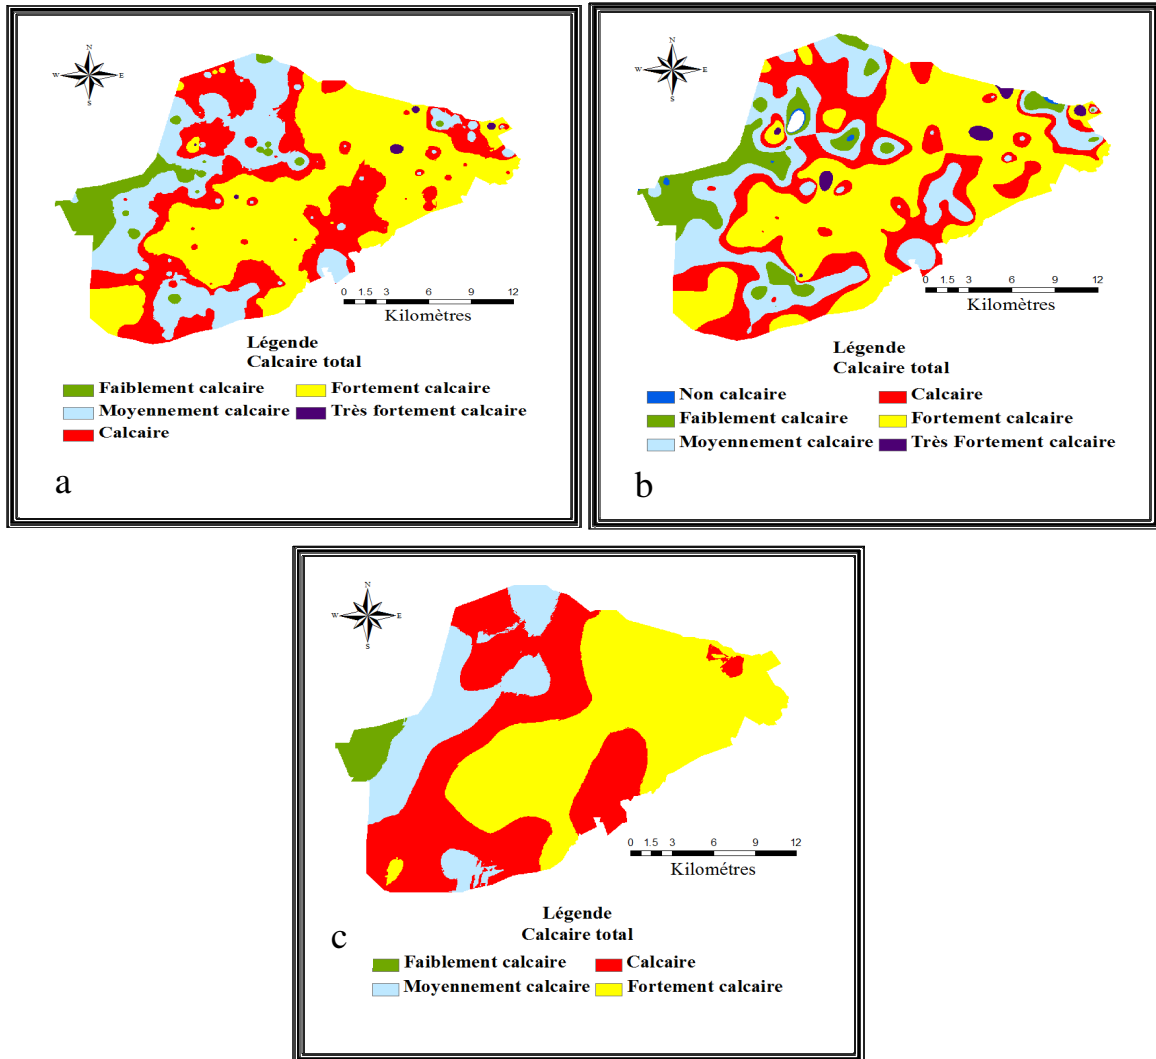 N
W E
S
0 1.5 3 6 9 12
Kilomètres
Légende
Calcaire total
Faiblement calcaire Fortement calcaire
Moyennement calcaire Très fortement calcaire
Calcaire
a
N
W E
S
0 1.5 3 6 9 12
Kilomètres
Légende
Calcaire total
Non calcaire Calcaire
Faiblement calcaire Fortement calcaire
Moyennement calcaire Très Fortement calcaire
b
N
W E
S
0 1.5 3 6 9 12
Kilométres
Légende
Calcaire total
c
Faiblement calcaire Calcaire
Moyennement calcaire Fortement calcaire